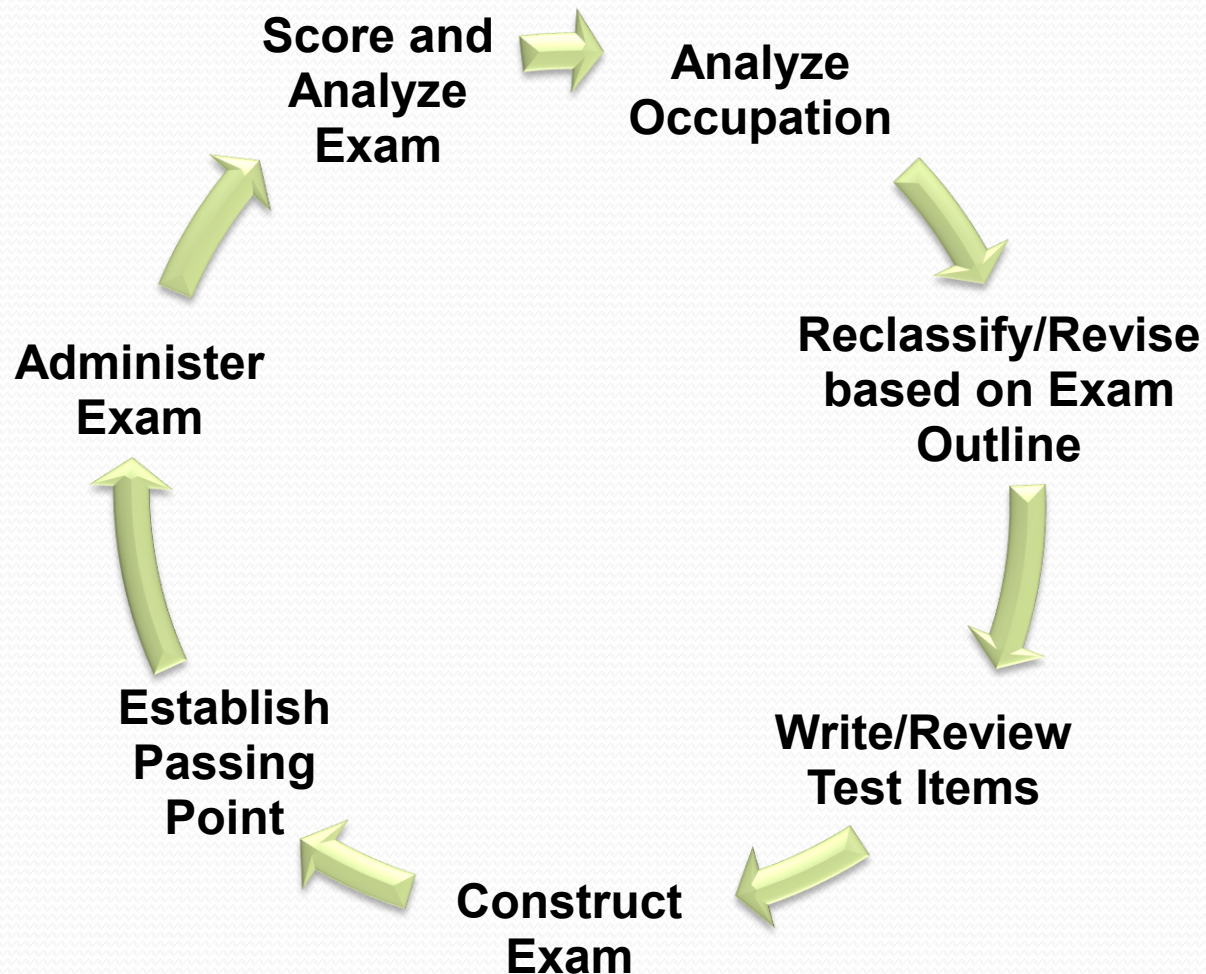 Score and
Analyze
Exam
Analyze
Occupation
Reclassify/Revise
based on Exam
Outline
Write/Review
Test Items
Construct
Exam
Establish
Passing
Point
Administer
Exam